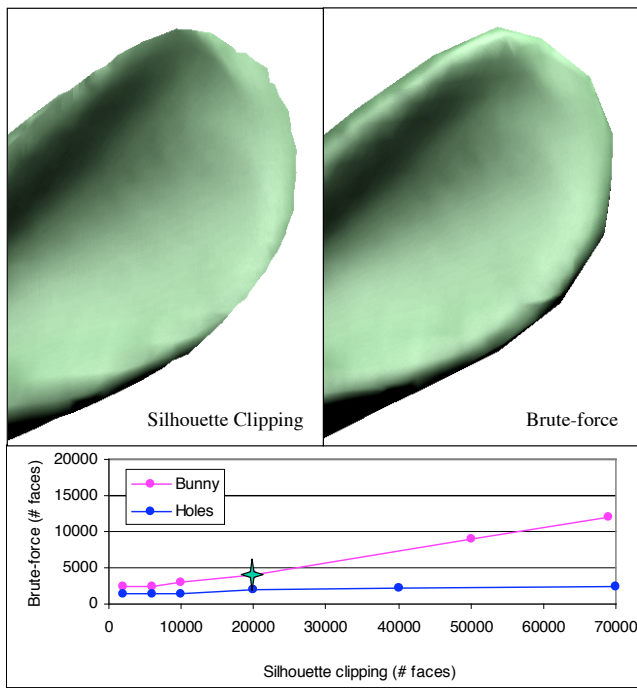 Silhouette Clipping
Brute-force
Brute-force (# faces)
20000
15000
10000
5000
0
Bunny
Holes
0 10000 20000 30000 40000 50000 60000 70000
Silhouette clipping (# faces)